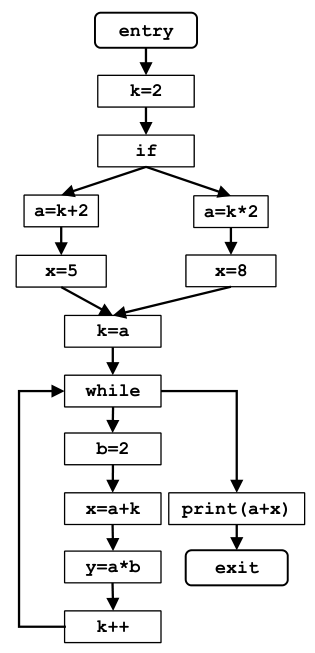 entry
k=2
if
a=k+2
a=k*2
x=5
x=8
k=a
while
b=2
x=a+k
print(a+x)
y=a*b
exit
k++